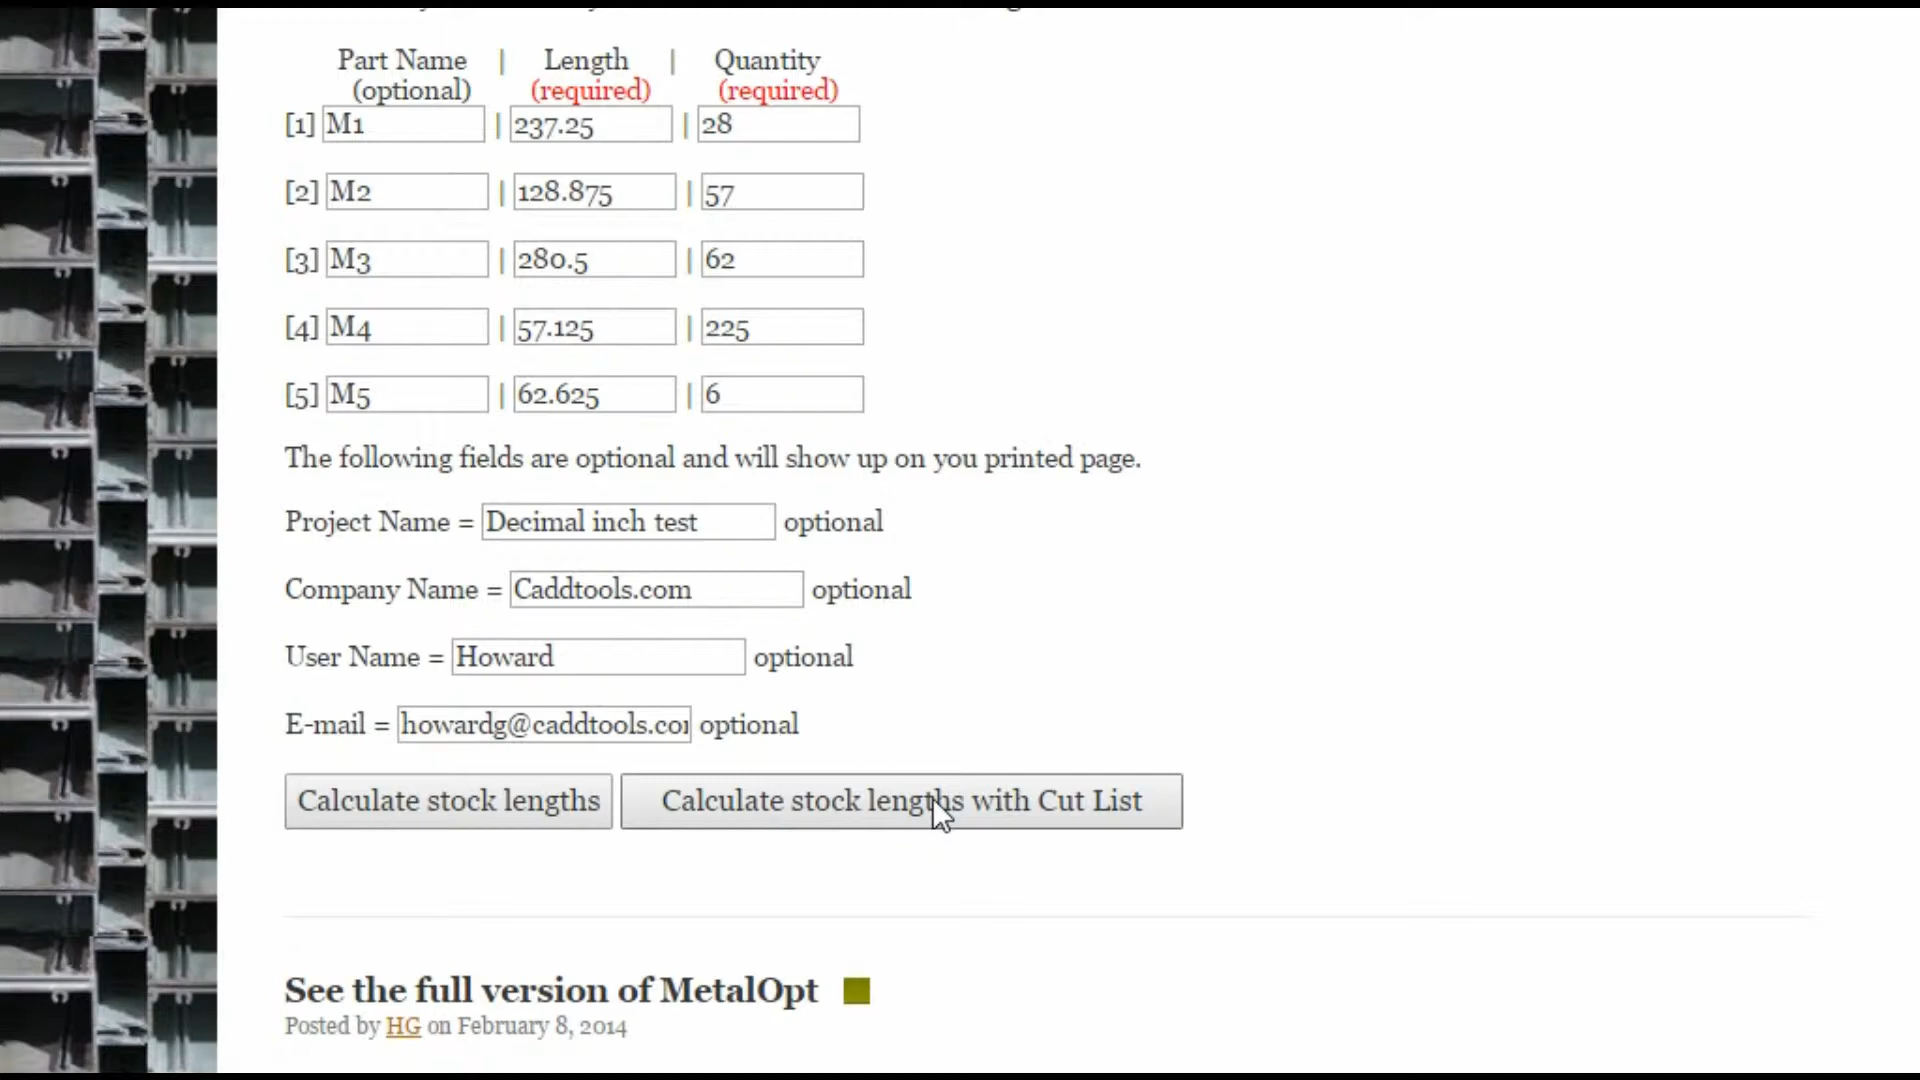 Part Name | Length | Quantity
(optional) (required) (required)
[1] M1 | 237.25 | 28
[2] M2 | 128.875 | 57
[3] M3 | 280.5 | 62
[4] M4 | 57.125 | 225
[5] M5 | 62.625 | 6
The following fields are optional and will show up on you printed page.
Project Name = Decimal inch test optional
Company Name = Caddtools.com optional
User Name = Howard optional
E-mail = howardg@caddtools.co optional
Calculate stock lengths Calculate stock lengths with Cut List
See the full version of MetalOpt
Posted by HG on February 8, 2014